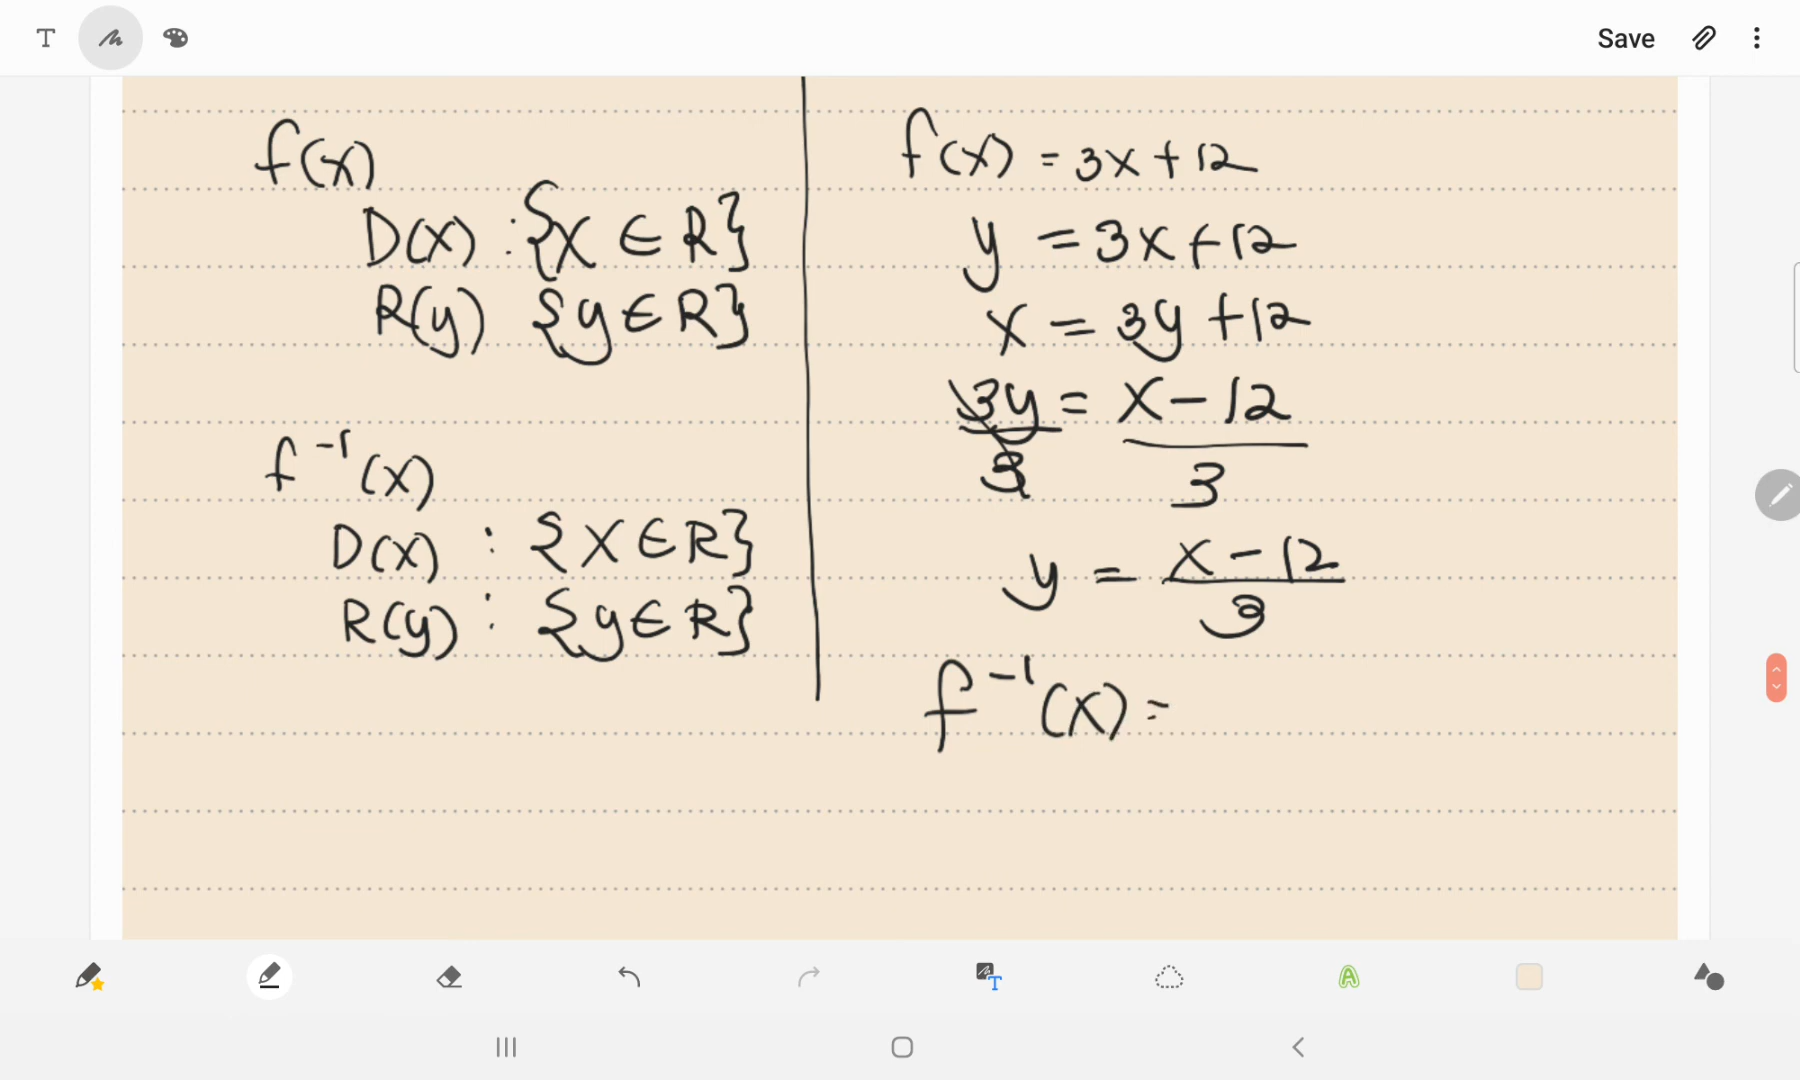 Save
f(x)
D(x) : {x ∈ R}
R(y) {y ∈ R}
f⁻¹(x)
D(x) : {x ∈ R}
R(y) : {y ∈ R}
f(x) = 3x + 12
y = 3x + 12
x = 3y + 12
3y = x - 12
3 3
y = x - 12
3
f⁻¹(x) =